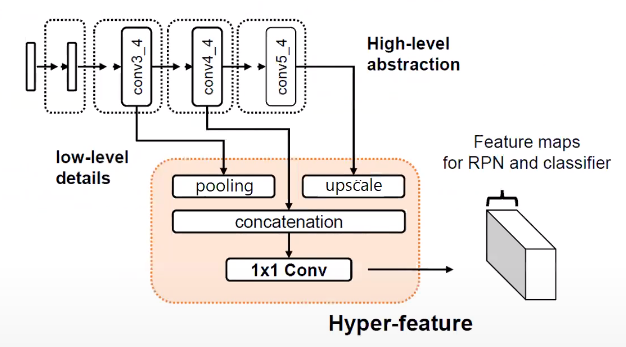 conv3_4
conv4_4
conv5_4
High-level
abstraction
low-level
details
Feature maps
for RPN and classifier
pooling
upscale
concatenation
1x1 Conv
Hyper-feature